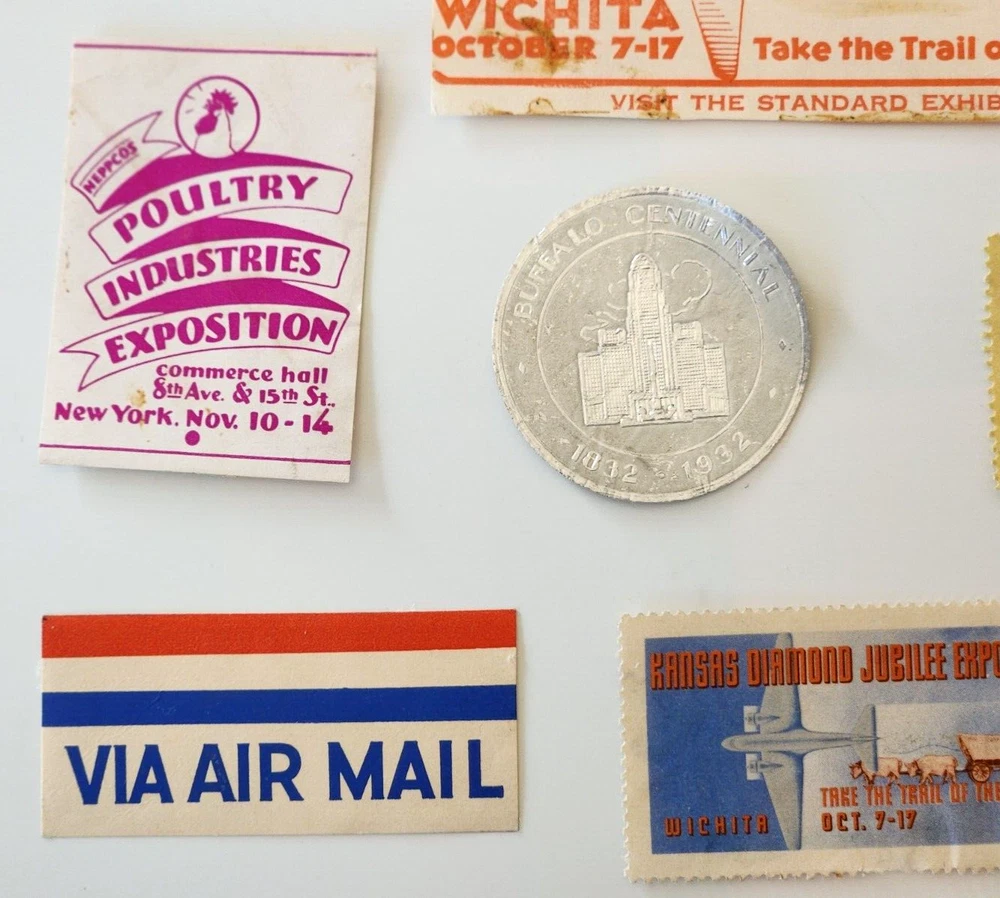 NEPPCOS
POULTRY
INDUSTRIES
EXPOSITION
commerce hall
8th Ave. & 15th St.
New York. Nov. 10-14
WICHITA
OCTOBER 7-17
Take the Trail
VISIT THE STANDARD
BUFFALO CENTENNIAL
1832 1932
VIA AIR MAIL
KANSAS DIAMOND JUBILEE
TAKE THE TRAIL OF THE
WICHITA
OCT. 7-17